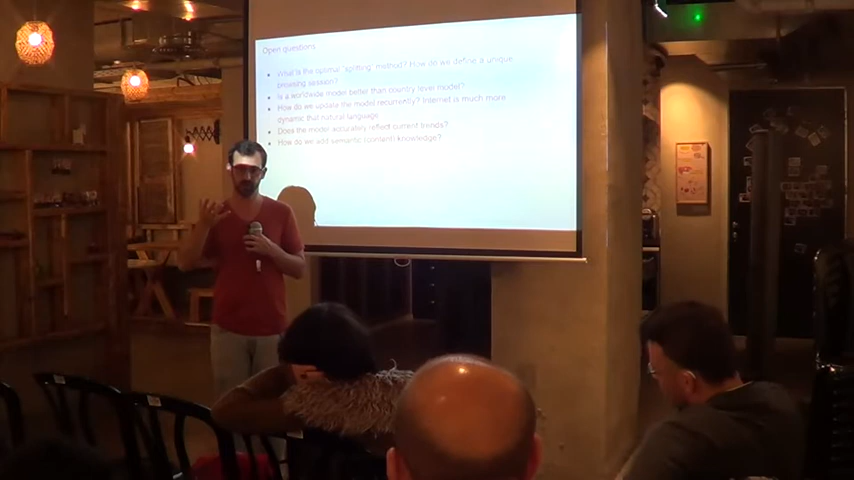 Open questions
• What is the optimal "splitting" method? How do we define a unique
browsing session?
• Is a worldwide model better than country level model?
• How do we update the model recurrently? Internet is much more
dynamic that natural language
• Does the model accurately reflect current trends?
• How do we add semantic (content) knowledge?